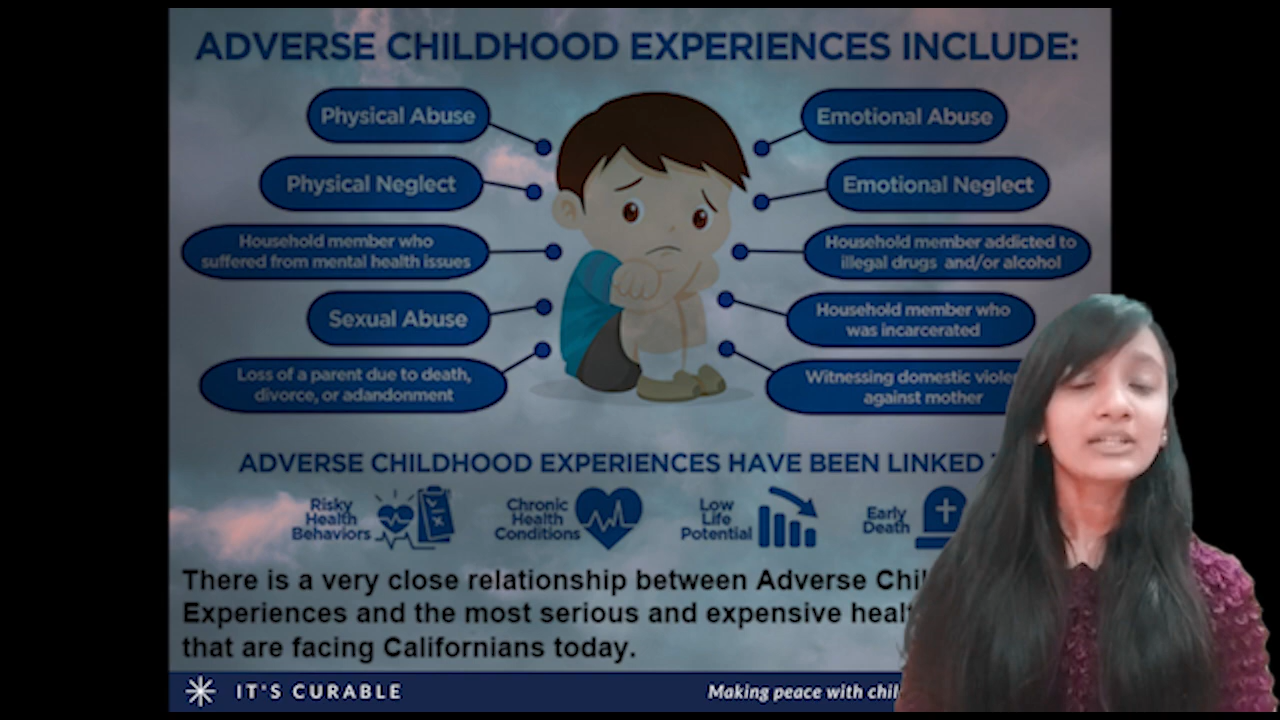 ADVERSE CHILDHOOD EXPERIENCES INCLUDE:
Physical Abuse
Physical Neglect
Household member who
suffered from mental health issues
Sexual Abuse
Loss of a parent due to death,
divorce, or adandonment
Emotional Abuse
Emotional Neglect
Household member addicted to
illegal drugs and/or alcohol
Household member who
was incarcerated
Witnessing domestic
against mother
ADVERSE CHILDHOOD EXPERIENCES HAVE BEEN LINKED
Risky
Health
Behaviors
Chronic
Health
Conditions
Low
Life
Potential
Early
Death
There is a very close relationship between Adverse
Experiences and the most serious and expensive
that are facing Californians today.
IT'S CURABLE
Making peace with